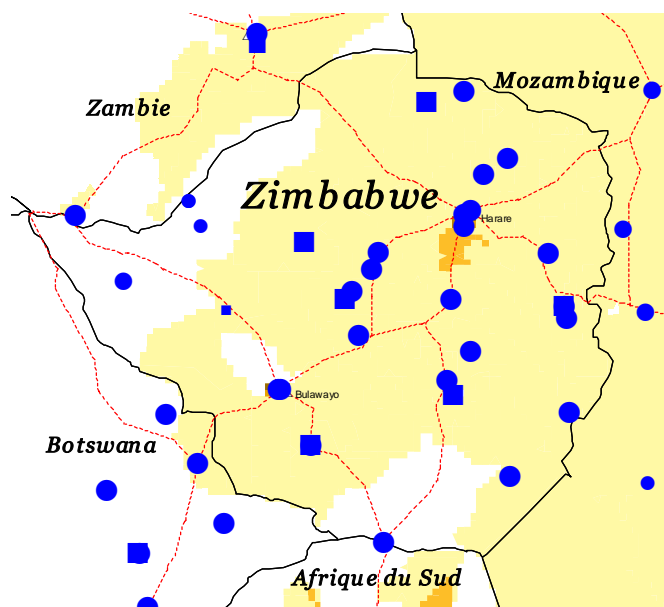 Mozambique
Zambie
Zimbabwe
Harare
Bulawayo
Botswana
Afrique du Sud